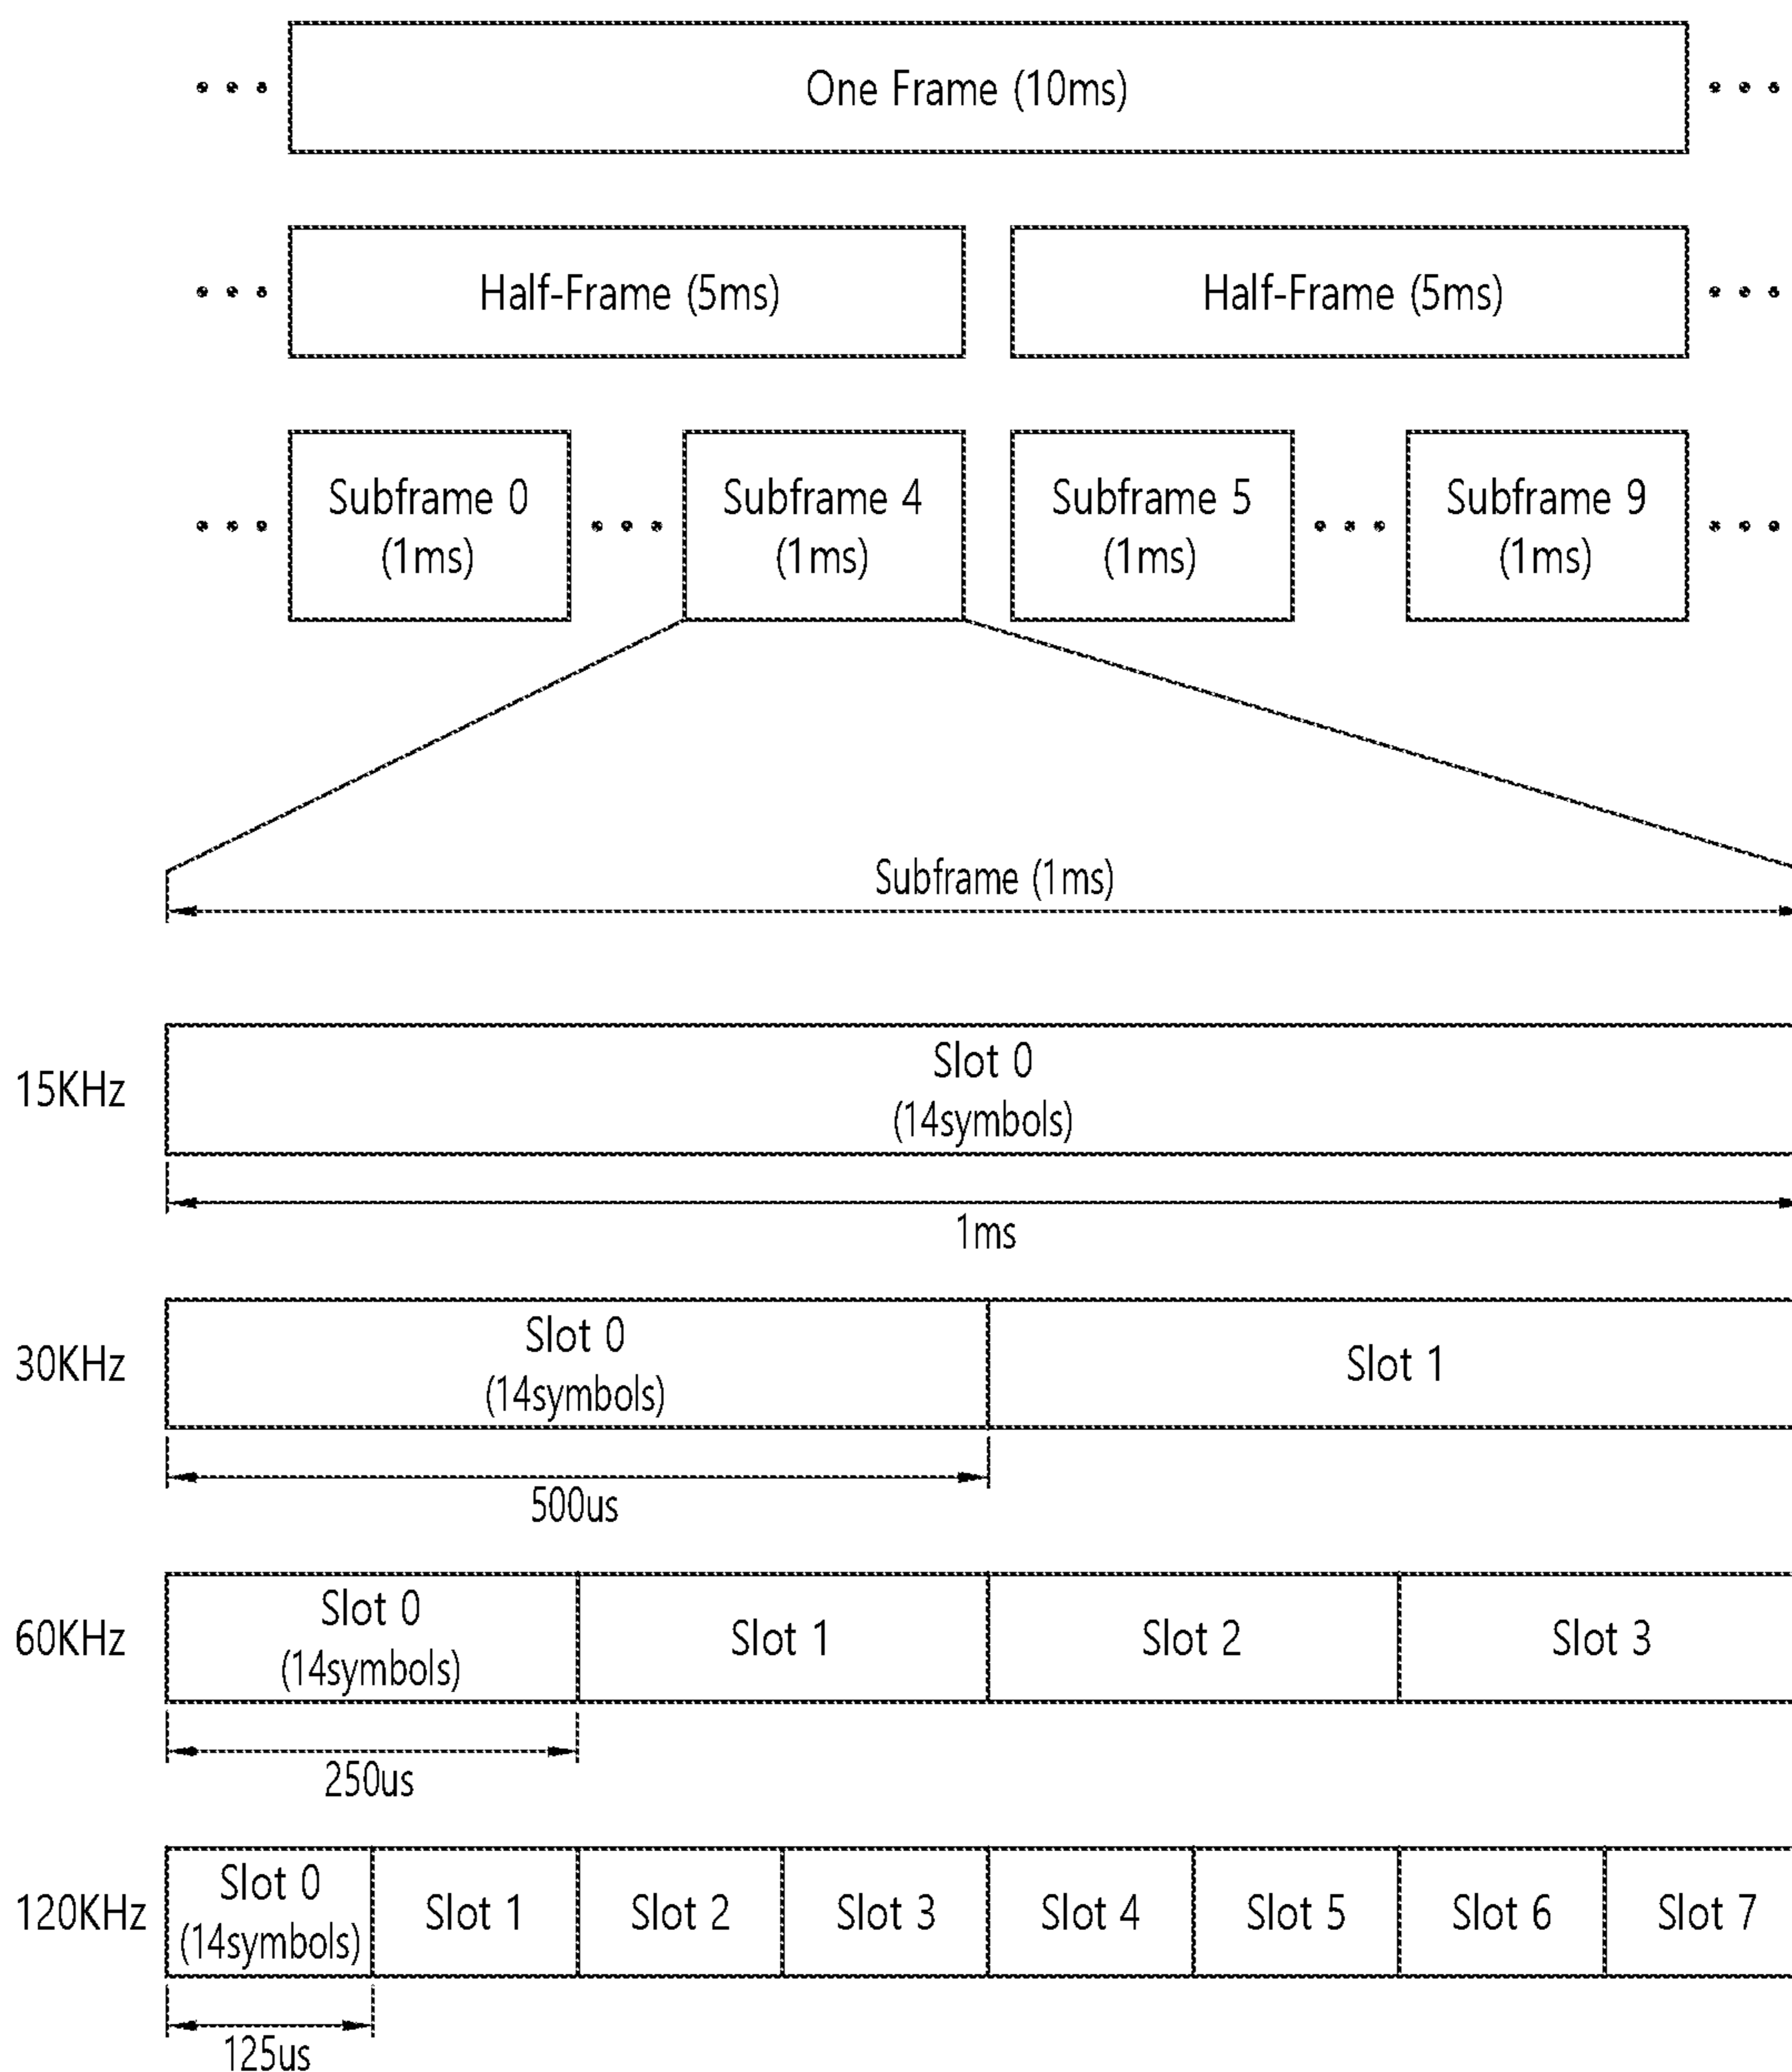 One Frame (10ms)
Half-Frame (5ms) Half-Frame (5ms)
Subframe 0 Subframe 4 Subframe 5 Subframe 9
(1ms) (1ms) (1ms) (1ms)
Subframe (1ms)
15KHz
Slot 0
(14symbols)
1ms
30KHz
Slot 0
(14symbols)
Slot 1
500us
60KHz
Slot 0
(14symbols)
Slot 1
Slot 2
Slot 3
250us
120KHz
Slot 0
(14symbols)
Slot 1
Slot 2
Slot 3
Slot 4
Slot 5
Slot 6
Slot 7
125us